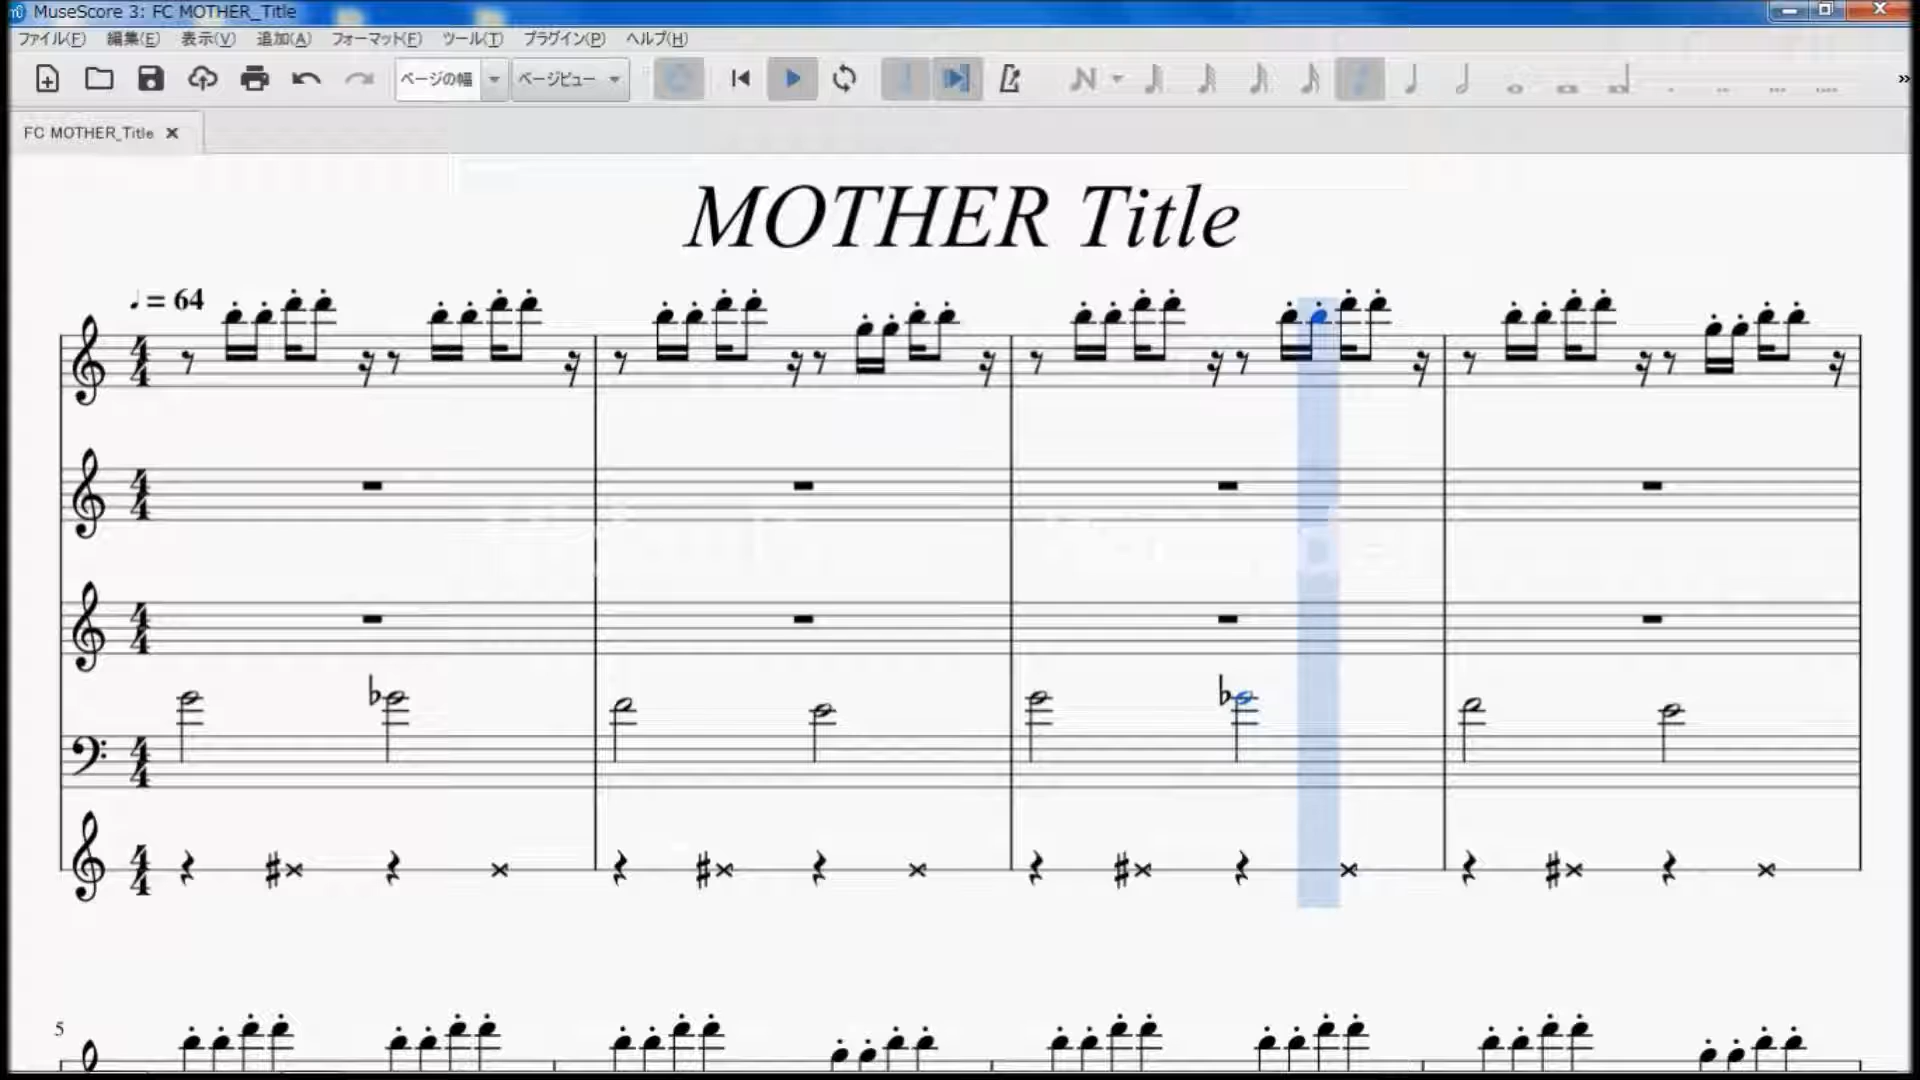 MuseScore 3: FC MOTHER_Title
ファイル(F) 編集(E) 表示(V) 追加(A) フォーマット(F) ツール(T) プラグイン(P) ヘルプ(H)
ページの幅 ページビュー
FC MOTHER_Title
MOTHER Title
♩= 64
5